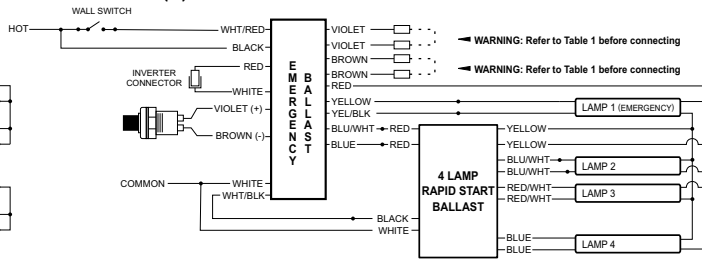 WALL SWITCH
HOT
WHT/RED
BLACK
RED
INVERTER
CONNECTOR
WHITE
VIOLET (+)
BROWN (-)
COMMON
WHITE
WHT/BLK
EMERGENCY
BALLAST
VIOLET
VIOLET
BROWN
BROWN
RED
YELLOW
YEL/BLK
BLU/WHT
RED
BLUE
RED
WARNING: Refer to Table 1 before connecting
WARNING: Refer to Table 1 before connecting
BLACK
WHITE
4 LAMP
RAPID START
BALLAST
YELLOW
YELLOW
BLU/WHT
BLU/WHT
RED/WHT
RED/WHT
BLUE
BLUE
LAMP 1 (EMERGENCY)
LAMP 2
LAMP 3
LAMP 4